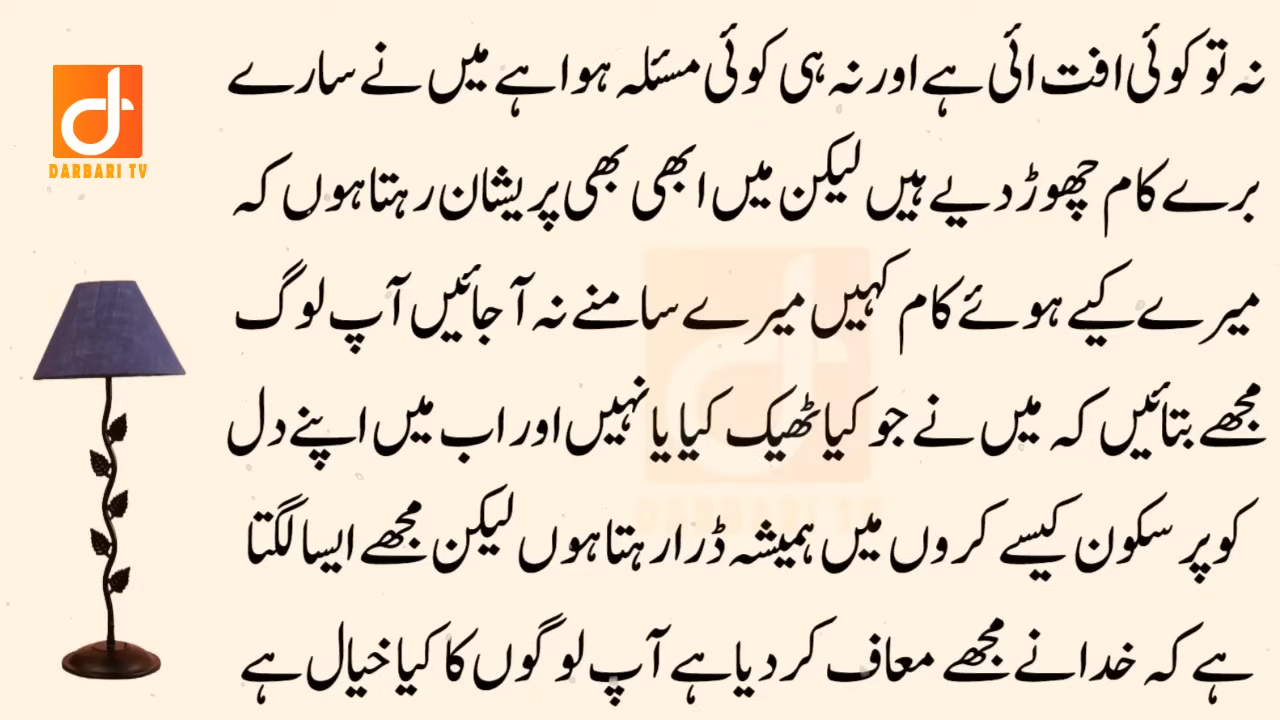 نہ تو کوئی افت ائی ہے اور نہ ہی کوئی مسئلہ ہوا ہے میں نے سارے
برے کام چھوڑ دیے ہیں لیکن میں ابھی بھی پریشان رہتا ہوں کہ
میرے کیے ہوئے کام کہیں میرے سامنے نہ آ جائیں آپ لوگ
مجھے بتائیں کہ میں نے جو کیا ٹھیک کیا یا نہیں اور اب میں اپنے دل
کو پر سکون کیسے کروں میں ہمیشہ ڈرا رہتا ہوں لیکن مجھے ایسا لگتا
ہے کہ خدا نے مجھے معاف کر دیا ہے آپ لوگوں کا کیا خیال ہے
DARBARI TV
DARBARI TV